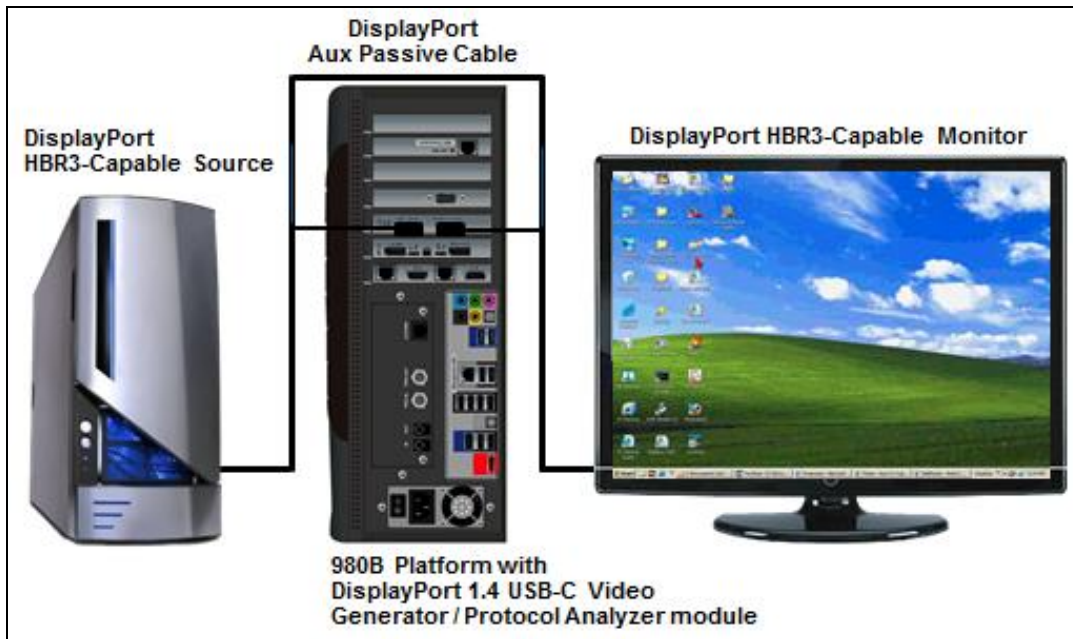 DisplayPort
Aux Passive Cable
DisplayPort
HBR3-Capable Source
DisplayPort HBR3-Capable Monitor
980B Platform with
DisplayPort 1.4 USB-C Video
Generator / Protocol Analyzer module